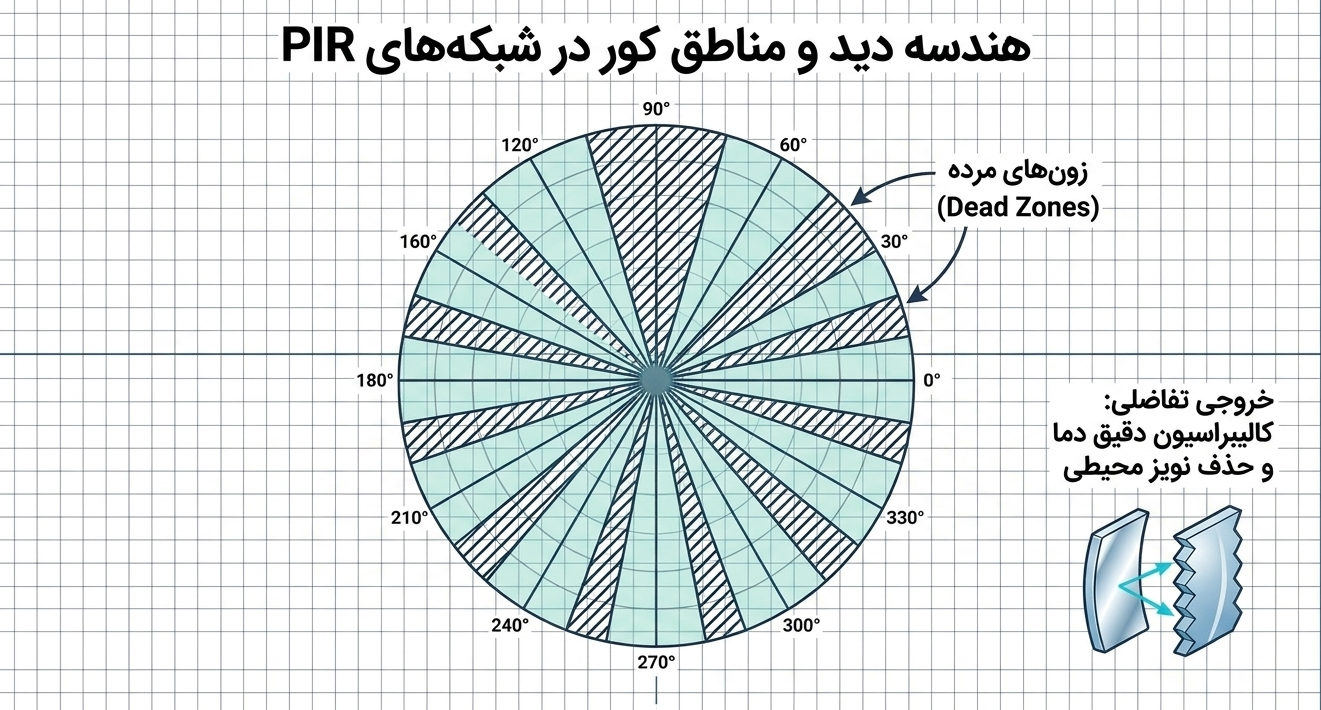 هندسه دید و مناطق کور در شبکه‌های PIR
90°
120°
60°
زون‌های مرده
(Dead Zones)
160°
30°
180°
0°
خروجی تفاضلی:
کالیبراسیون دقیق دما
و حذف نویز محیطی
210°
330°
240°
300°
270°